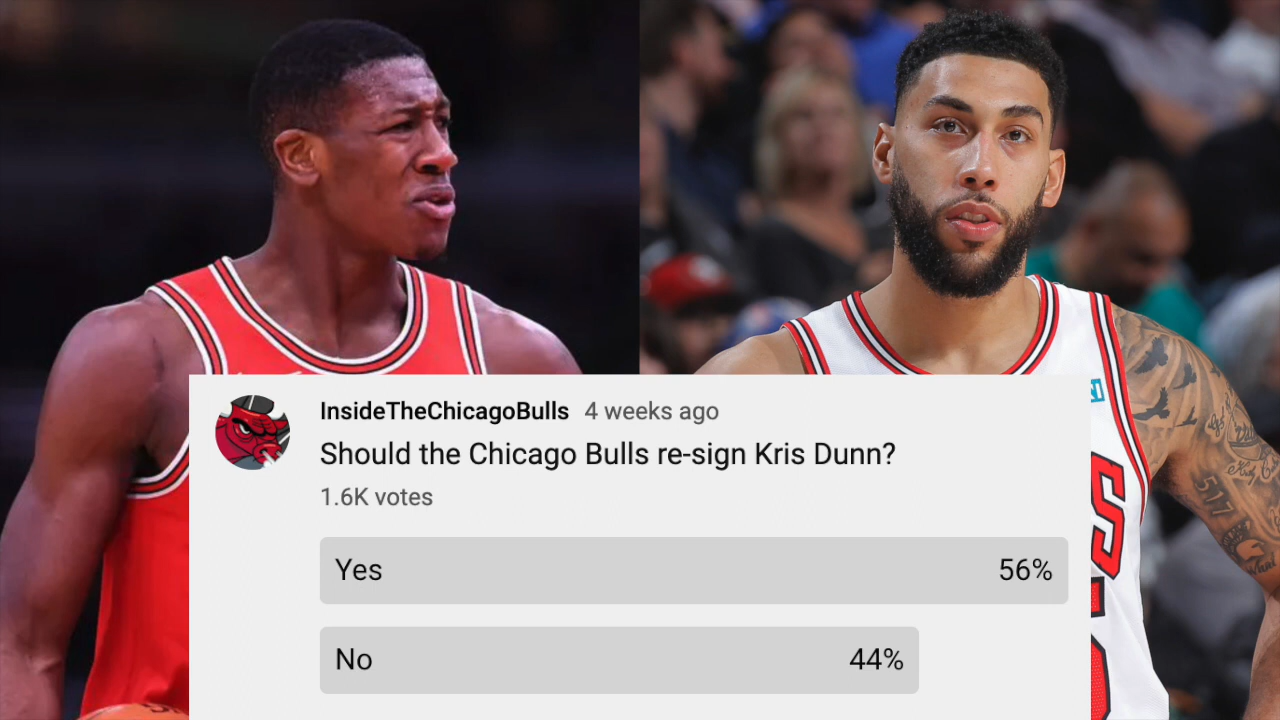 InsideTheChicagoBulls 4 weeks ago
Should the Chicago Bulls re-sign Kris Dunn?
1.6K votes
Yes 56%
No 44%
517
S